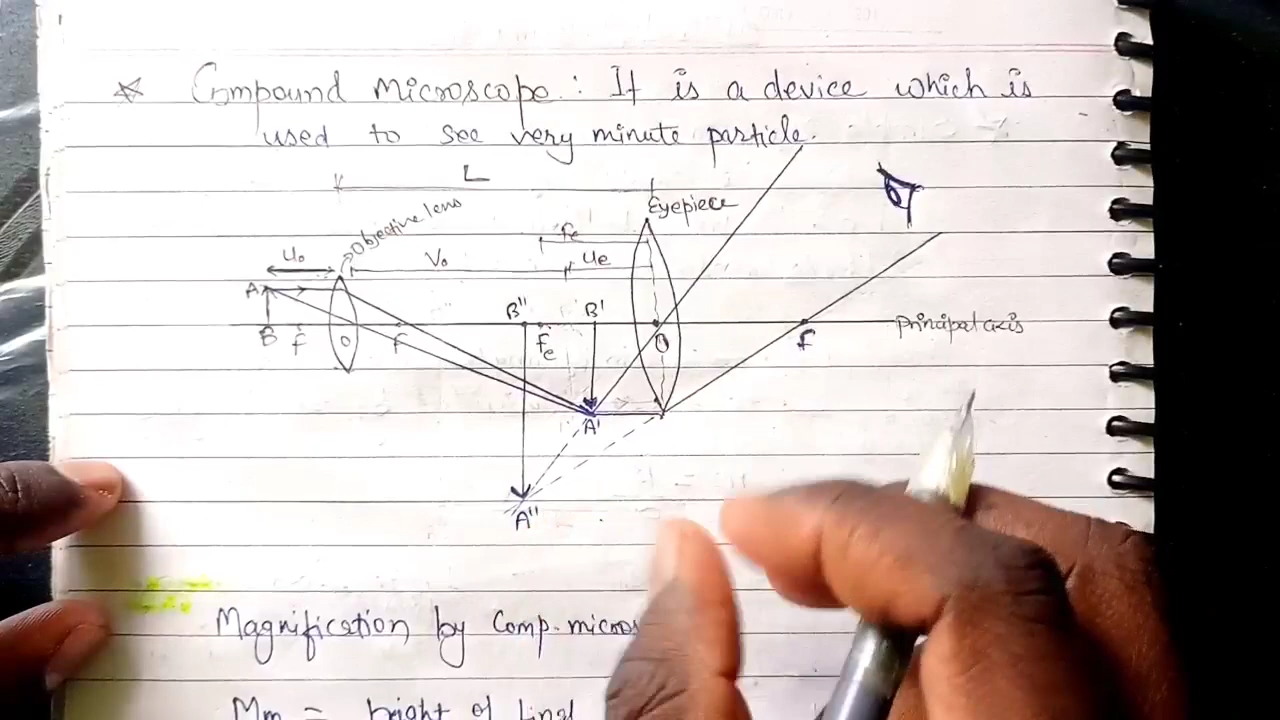 Compound Microscope: It is a device which is
used to see very minute particle.
L
Eyepiece
Objective lens
fe
u₀
V₀
ue
A
B'' B'
B f O f fe O f Principal axis
A'
A''
Magnification by Comp. micros
Mm = height of final